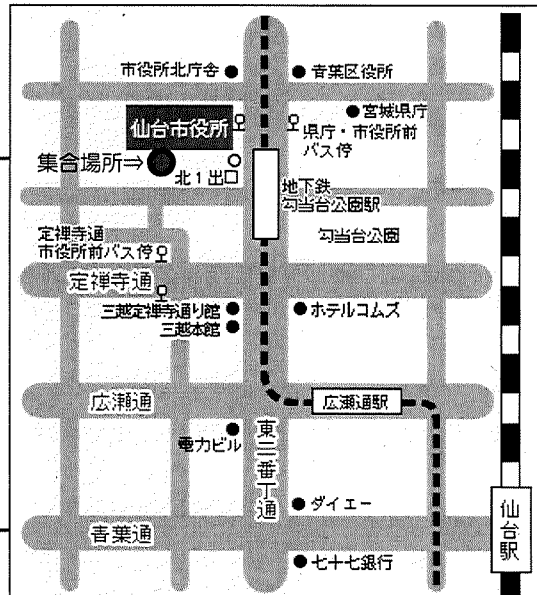 市役所北庁舎
青葉区役所
宮城県庁
仙台市役所
県庁・市役所前
バス停
集合場所⇒
北1出口
地下鉄
勾当台公園駅
定禅寺通
市役所前バス停
勾当台公園
定禅寺通
三越定禅寺通り館
三越本館
ホテルコムズ
広瀬通
広瀬通駅
電力ビル
東二番丁通
ダイエー
仙台駅
青葉通
七十七銀行